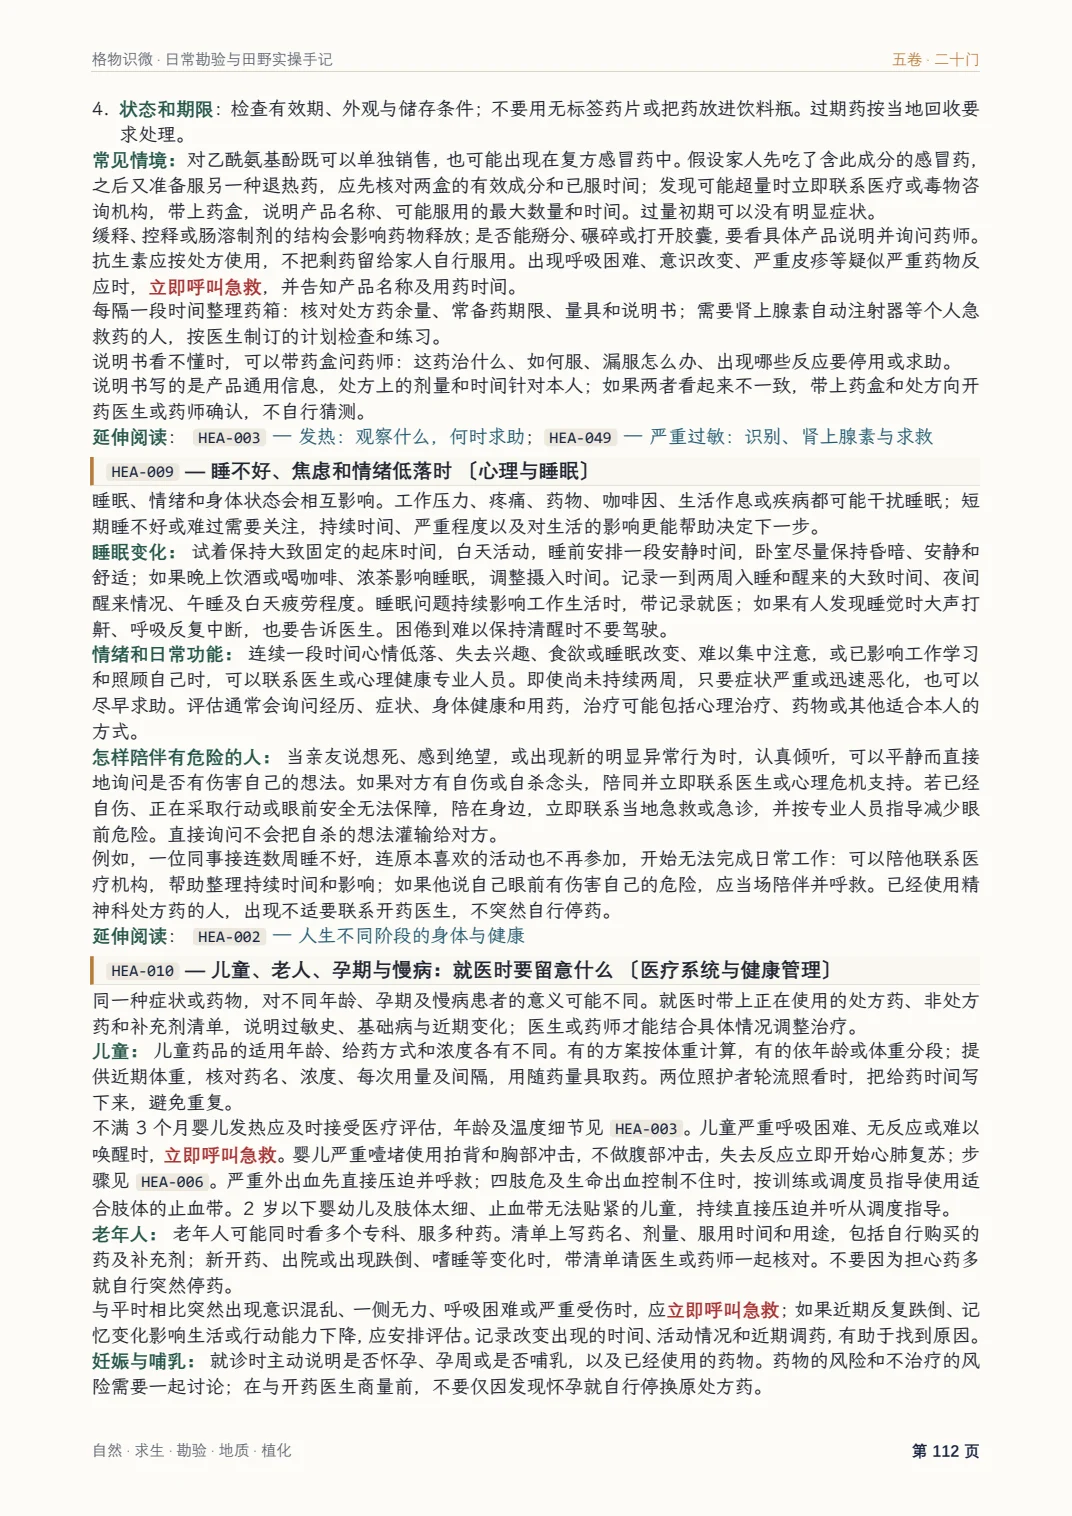 格物识微 · 日常勘验与田野实操手记
五卷 · 二十门
4. 状态和期限：检查有效期、外观与储存条件；不要用无标签药片或把药放进饮料瓶。过期药按当地回收要
求处理。
常见情境：对乙酰氨基酚既可以单独销售，也可能出现在复方感冒药中。假设家人先吃了含此成分的感冒药，
之后又准备服另一种退热药，应先核对两盒的有效成分和已服时间；发现可能超量时立即联系医疗或毒物咨
询机构，带上药盒，说明产品名称、可能服用的最大数量和时间。过量初期可以没有明显症状。
缓释、控释或肠溶制剂的结构会影响药物释放；是否能掰分、碾碎或打开胶囊，要看具体产品说明并询问药师。
抗生素应按处方使用，不把剩药留给家人自行服用。出现呼吸困难、意识改变、严重皮疹等疑似严重药物反
应时，立即呼叫急救，并告知产品名称及用药时间。
每隔一段时间整理药箱：核对处方药余量、常备药期限、量具和说明书；需要肾上腺素自动注射器等个人急
救药的人，按医生制订的计划检查和练习。
说明书看不懂时，可以带药盒问药师：这药治什么、如何服、漏服怎么办、出现哪些反应要停用或求助。
说明书写的是产品通用信息，处方上的剂量和时间针对本人；如果两者看起来不一致，带上药盒和处方向开
药医生或药师确认，不自行猜测。
延伸阅读： HEA-003 — 发热：观察什么，何时求助； HEA-049 — 严重过敏：识别、肾上腺素与求救
HEA-009 — 睡不好、焦虑和情绪低落时 〔心理与睡眠〕
睡眠、情绪和身体状态会相互影响。工作压力、疼痛、药物、咖啡因、生活作息或疾病都可能干扰睡眠；短
期睡不好或难过需要关注，持续时间、严重程度以及对生活的影响更能帮助决定下一步。
睡眠变化： 试着保持大致固定的起床时间，白天活动，睡前安排一段安静时间，卧室尽量保持昏暗、安静和
舒适；如果晚上饮酒或喝咖啡、浓茶影响睡眠，调整摄入时间。记录一到两周入睡和醒来的大致时间、夜间
醒来情况、午睡及白天疲劳程度。睡眠问题持续影响工作生活时，带记录就医；如果有人发现睡觉时大声打
鼾、呼吸反复中断，也要告诉医生。困倦到难以保持清醒时不要驾驶。
情绪和日常功能： 连续一段时间心情低落、失去兴趣、食欲或睡眠改变、难以集中注意，或已影响工作学习
和照顾自己时，可以联系医生或心理健康专业人员。即使尚未持续两周，只要症状严重或迅速恶化，也可以
尽早求助。评估通常会询问经历、症状、身体健康和用药，治疗可能包括心理治疗、药物或其他适合本人的
方式。
怎样陪伴有危险的人： 当亲友说想死、感到绝望，或出现新的明显异常行为时，认真倾听，可以平静而直接
地询问是否有伤害自己的想法。如果对方有自伤或自杀念头，陪同并立即联系医生或心理危机支持。若已经
自伤、正在采取行动或眼前安全无法保障，陪在身边，立即联系当地急救或急诊，并按专业人员指导减少眼
前危险。直接询问不会把自杀的想法灌输给对方。
例如，一位同事接连数周睡不好，连原本喜欢的活动也不再参加，开始无法完成日常工作：可以陪他联系医
疗机构，帮助整理持续时间和影响；如果他说自己眼前有伤害自己的危险，应当场陪伴并呼救。已经使用精
神科处方药的人，出现不适要联系开药医生，不突然自行停药。
延伸阅读： HEA-002 — 人生不同阶段的身体与健康
HEA-010 — 儿童、老人、孕期与慢病：就医时要留意什么 〔医疗系统与健康管理〕
同一种症状或药物，对不同年龄、孕期及慢病患者的意义可能不同。就医时带上正在使用的处方药、非处方
药和补充剂清单，说明过敏史、基础病与近期变化；医生或药师才能结合具体情况调整治疗。
儿童： 儿童药品的适用年龄、给药方式和浓度各有不同。有的方案按体重计算，有的依年龄或体重分段；提
供近期体重，核对药名、浓度、每次用量及间隔，用随药量具取药。两位照护者轮流照看时，把给药时间写
下来，避免重复。
不满 3 个月婴儿发热应及时接受医疗评估，年龄及温度细节见 HEA-003 。儿童严重呼吸困难、无反应或难以
唤醒时，立即呼叫急救。婴儿严重噎堵使用拍背和胸部冲击，不做腹部冲击，失去反应立即开始心肺复苏；步
骤见 HEA-006 。严重外出血先直接压迫并呼救；四肢危及生命出血控制不住时，按训练或调度员指导使用适
合肢体的止血带。2 岁以下婴幼儿及肢体太细、止血带无法贴紧的儿童，持续直接压迫并听从调度指导。
老年人： 老年人可能同时看多个专科、服多种药。清单上写药名、剂量、服用时间和用途，包括自行购买的
药及补充剂；新开药、出院或出现跌倒、嗜睡等变化时，带清单请医生或药师一起核对。不要因为担心药多
就自行突然停药。
与平时相比突然出现意识混乱、一侧无力、呼吸困难或严重受伤时，应立即呼叫急救；如果近期反复跌倒、记
忆变化影响生活或行动能力下降，应安排评估。记录改变出现的时间、活动情况和近期调药，有助于找到原因。
妊娠与哺乳： 就诊时主动说明是否怀孕、孕周或是否哺乳，以及已经使用的药物。药物的风险和不治疗的风
险需要一起讨论；在与开药医生商量前，不要仅因发现怀孕就自行停换原处方药。
自然 · 求生 · 勘验 · 地质 · 植化
第 112 页